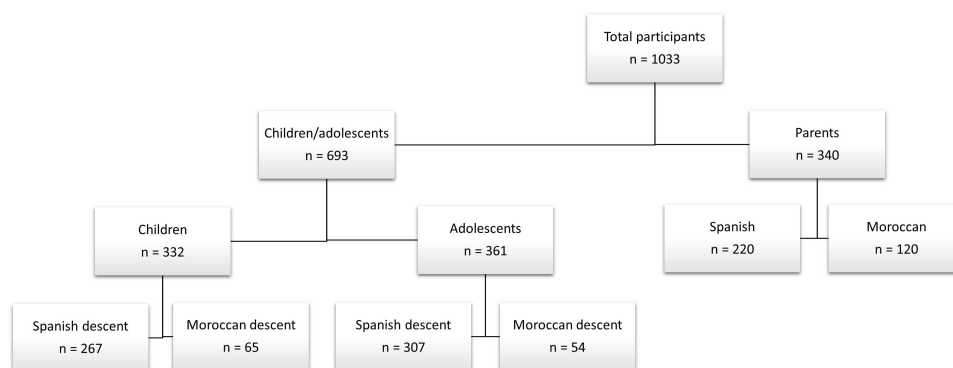 Total participants
n = 1033
Children/adolescents
n = 693
Parents
n = 340
Children
n = 332
Adolescents
n = 361
Spanish
n = 220
Moroccan
n = 120
Spanish descent
n = 267
Moroccan descent
n = 65
Spanish descent
n = 307
Moroccan descent
n = 54